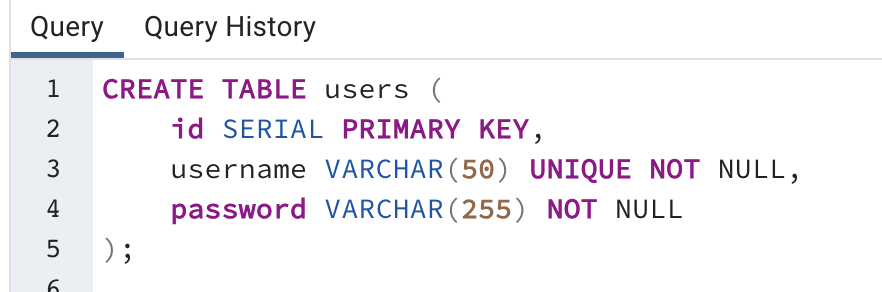 Query Query History
1 CREATE TABLE users (
2 id SERIAL PRIMARY KEY,
3 username VARCHAR(50) UNIQUE NOT NULL,
4 password VARCHAR(255) NOT NULL
5 );
6